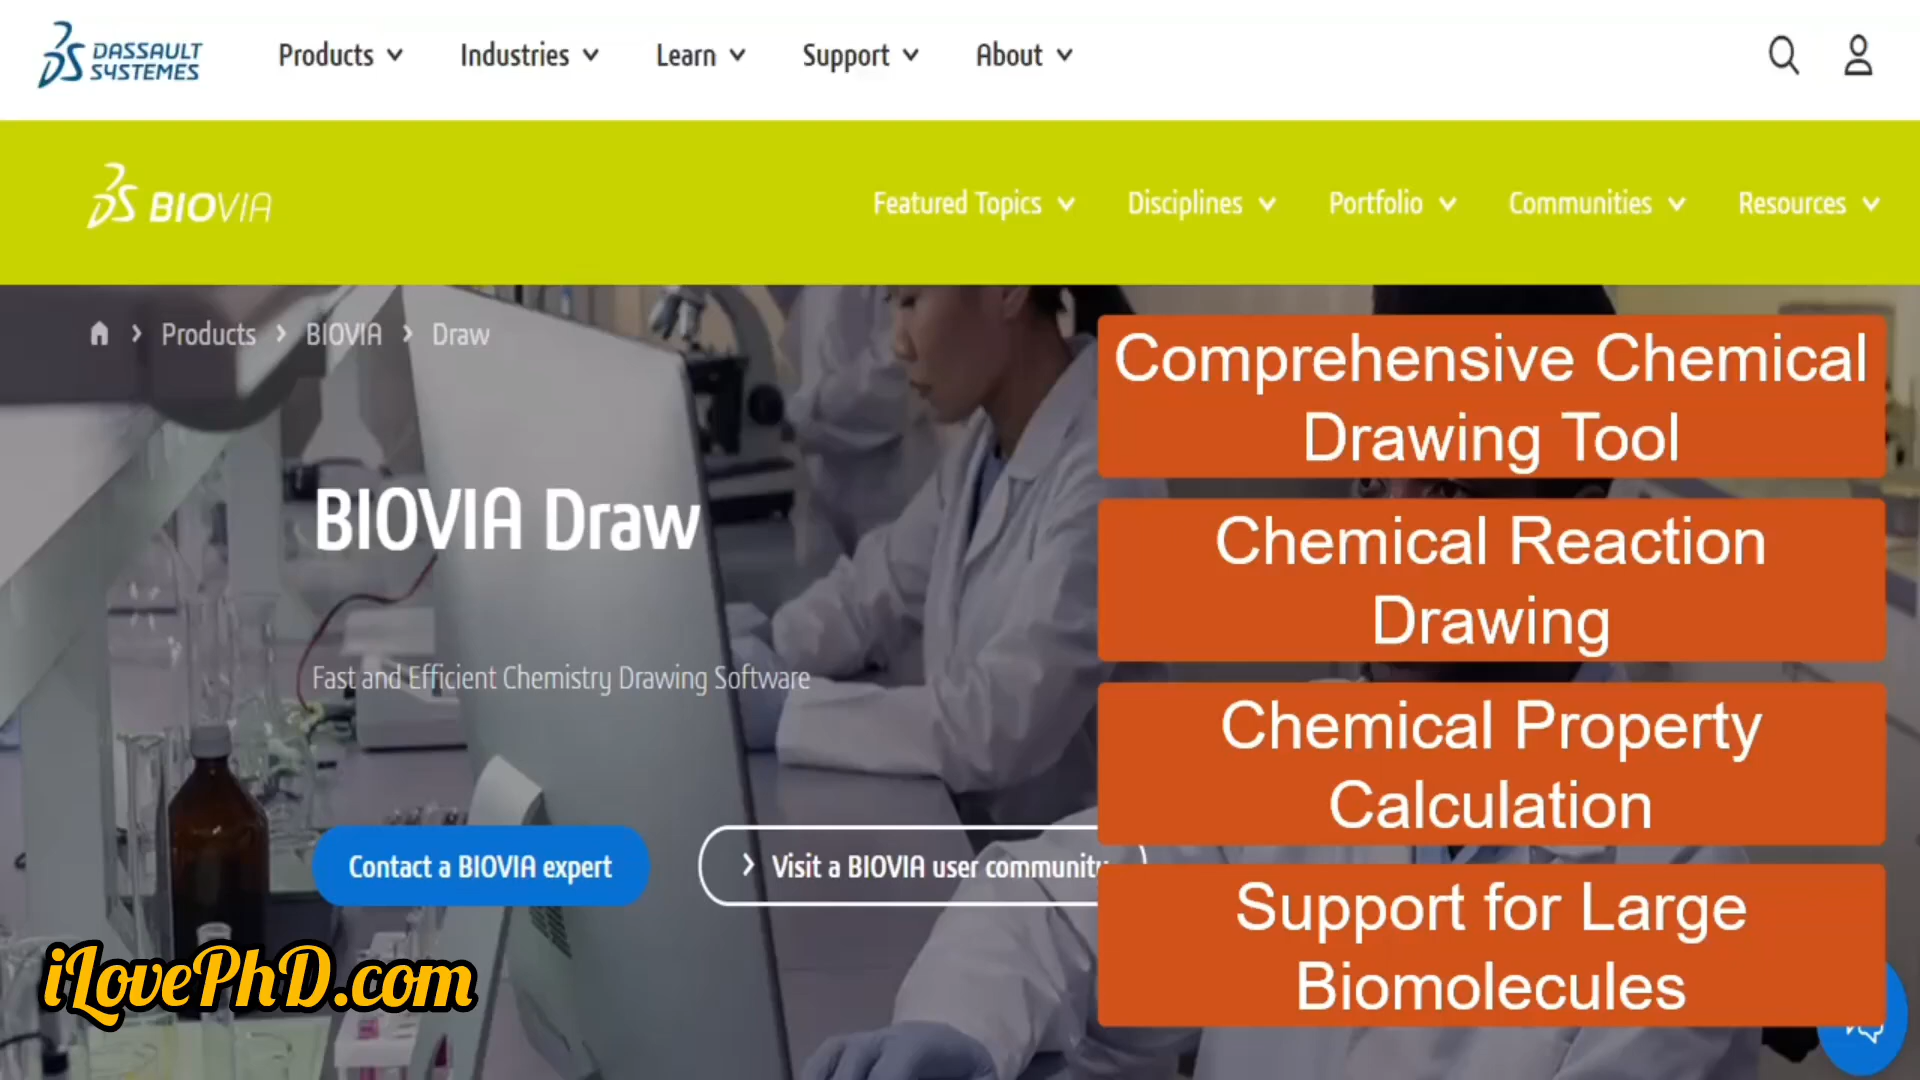 DASSAULT
SYSTEMES
Products
Industries
Learn
Support
About
BIOVIA
Featured Topics
Disciplines
Portfolio
Communities
Resources
Products
BIOVIA
Draw
BIOVIA Draw
Fast and Efficient Chemistry Drawing Software
Contact a BIOVIA expert
Visit a BIOVIA user community
Comprehensive Chemical
Drawing Tool
Chemical Reaction
Drawing
Chemical Property
Calculation
Support for Large
Biomolecules
iLovePhD.com